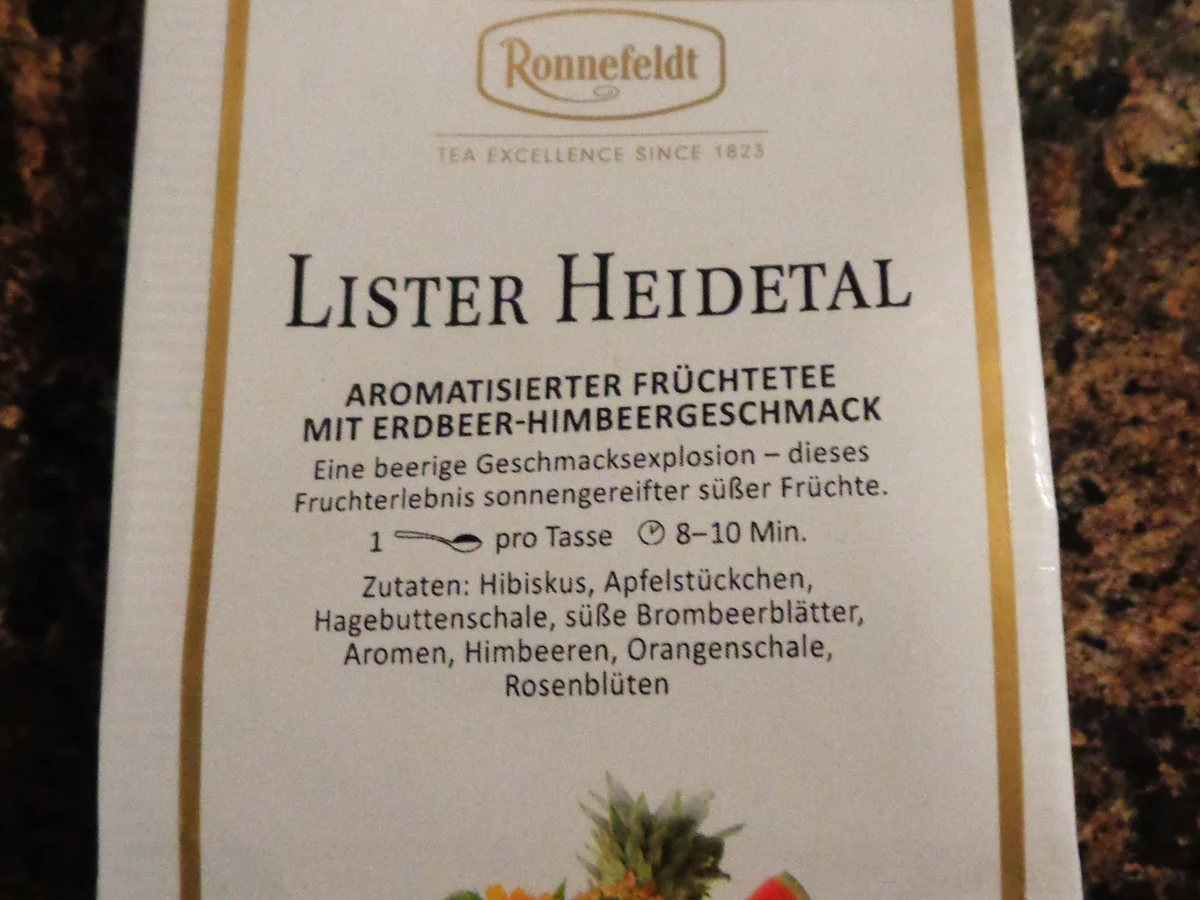 Ronnefeldt
TEA EXCELLENCE SINCE 1823
LISTER HEIDETAL
AROMATISIERTER FRÜCHTETEE
MIT ERDBEER-HIMBEERGESCHMACK
Eine beerige Geschmacksexplosion – dieses
Fruchterlebnis sonnengereifter süßer Früchte.
1 pro Tasse 8–10 Min.
Zutaten: Hibiskus, Apfelstückchen,
Hagebuttenschale, süße Brombeerblätter,
Aromen, Himbeeren, Orangenschale,
Rosenblüten